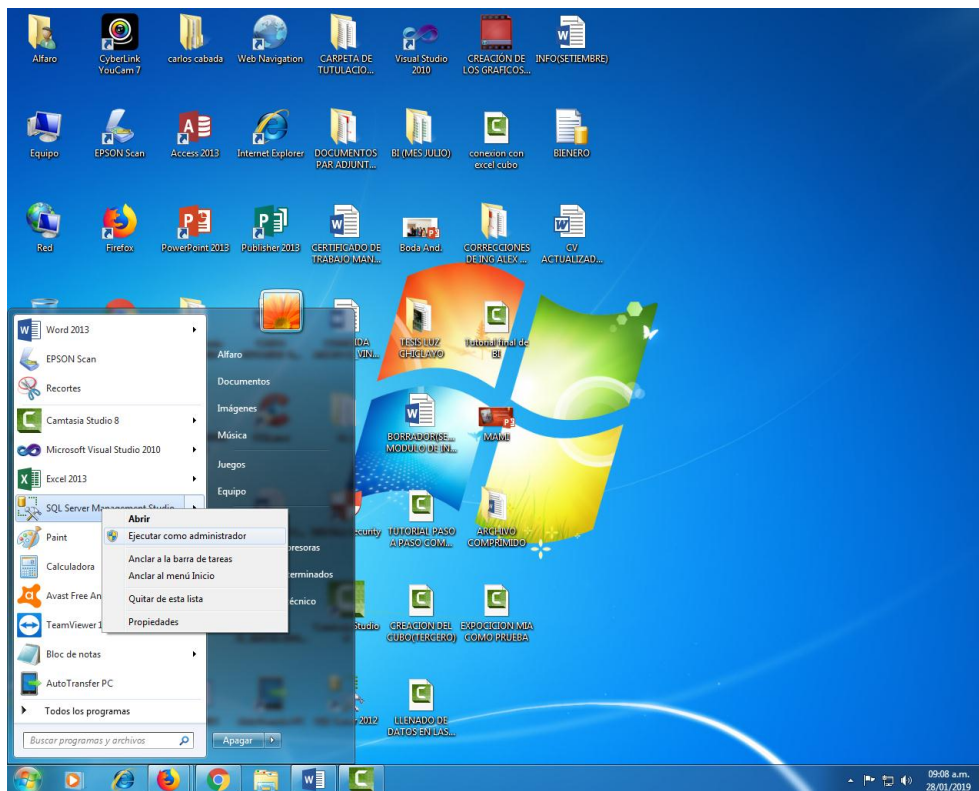 Alfaro
CyberLink
YouCam 7
carlos cabada
Web Navigation
CARPETA DE
TUTULACIO...
Visual Studio
2010
CREACIÓN DE
LOS GRAFICOS...
INFO(SETIEMBRE)
Equipo
EPSON Scan
Access 2013
Internet Explorer
DOCUMENTOS
PAR ADJUNT...
BI (MES JULIO)
conexion con
excel cubo
BIENERO
Red
Firefox
PowerPoint 2013
Publisher 2013
CERTIFICADO DE
TRABAJO MAN...
Boda And.
CORRECCIONES
DE ING ALEX ...
CV
ACTUALIZAD...
TESIS LUZ
CHICLAYO
Tutorial final de
BI
BORRADOR(SE...
MODULO DE IN...
MAMI
TUTORIAL PASO
A PASO COM...
ARCHIVO
COMPRIMIDO
CREACION DEL
CUBO(TERCERO)
EXPOCICION MIA
COMO PRUEBA
LLENADO DE
DATOS EN LAS...
Word 2013
EPSON Scan
Recortes
Camtasia Studio 8
Microsoft Visual Studio 2010
Excel 2013
SQL Server Management Studio
Paint
Calculadora
Avast Free An
TeamViewer 1
Bloc de notas
AutoTransfer PC
Todos los programas
Buscar programas y archivos
Alfaro
Documentos
Imágenes
Música
Juegos
Equipo
presoras
erminados
écnico
Apagar
Abrir
Ejecutar como administrador
Anclar a la barra de tareas
Anclar al menú Inicio
Quitar de esta lista
Propiedades
09:08 a.m.
28/01/2019